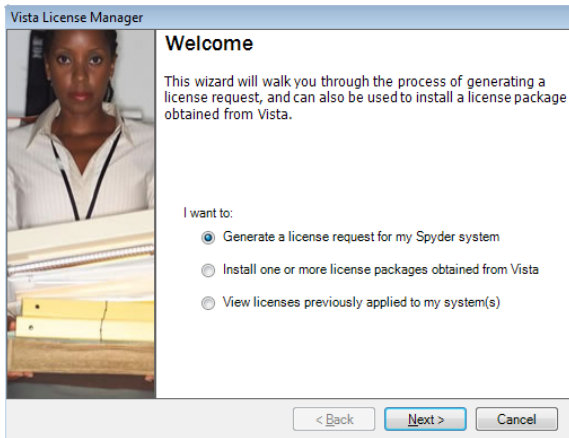 Vista License Manager
Welcome
This wizard will walk you through the process of generating a
license request, and can also be used to install a license package
obtained from Vista.
I want to:
Generate a license request for my Spyder system
Install one or more license packages obtained from Vista
View licenses previously applied to my system(s)
< Back
Next >
Cancel